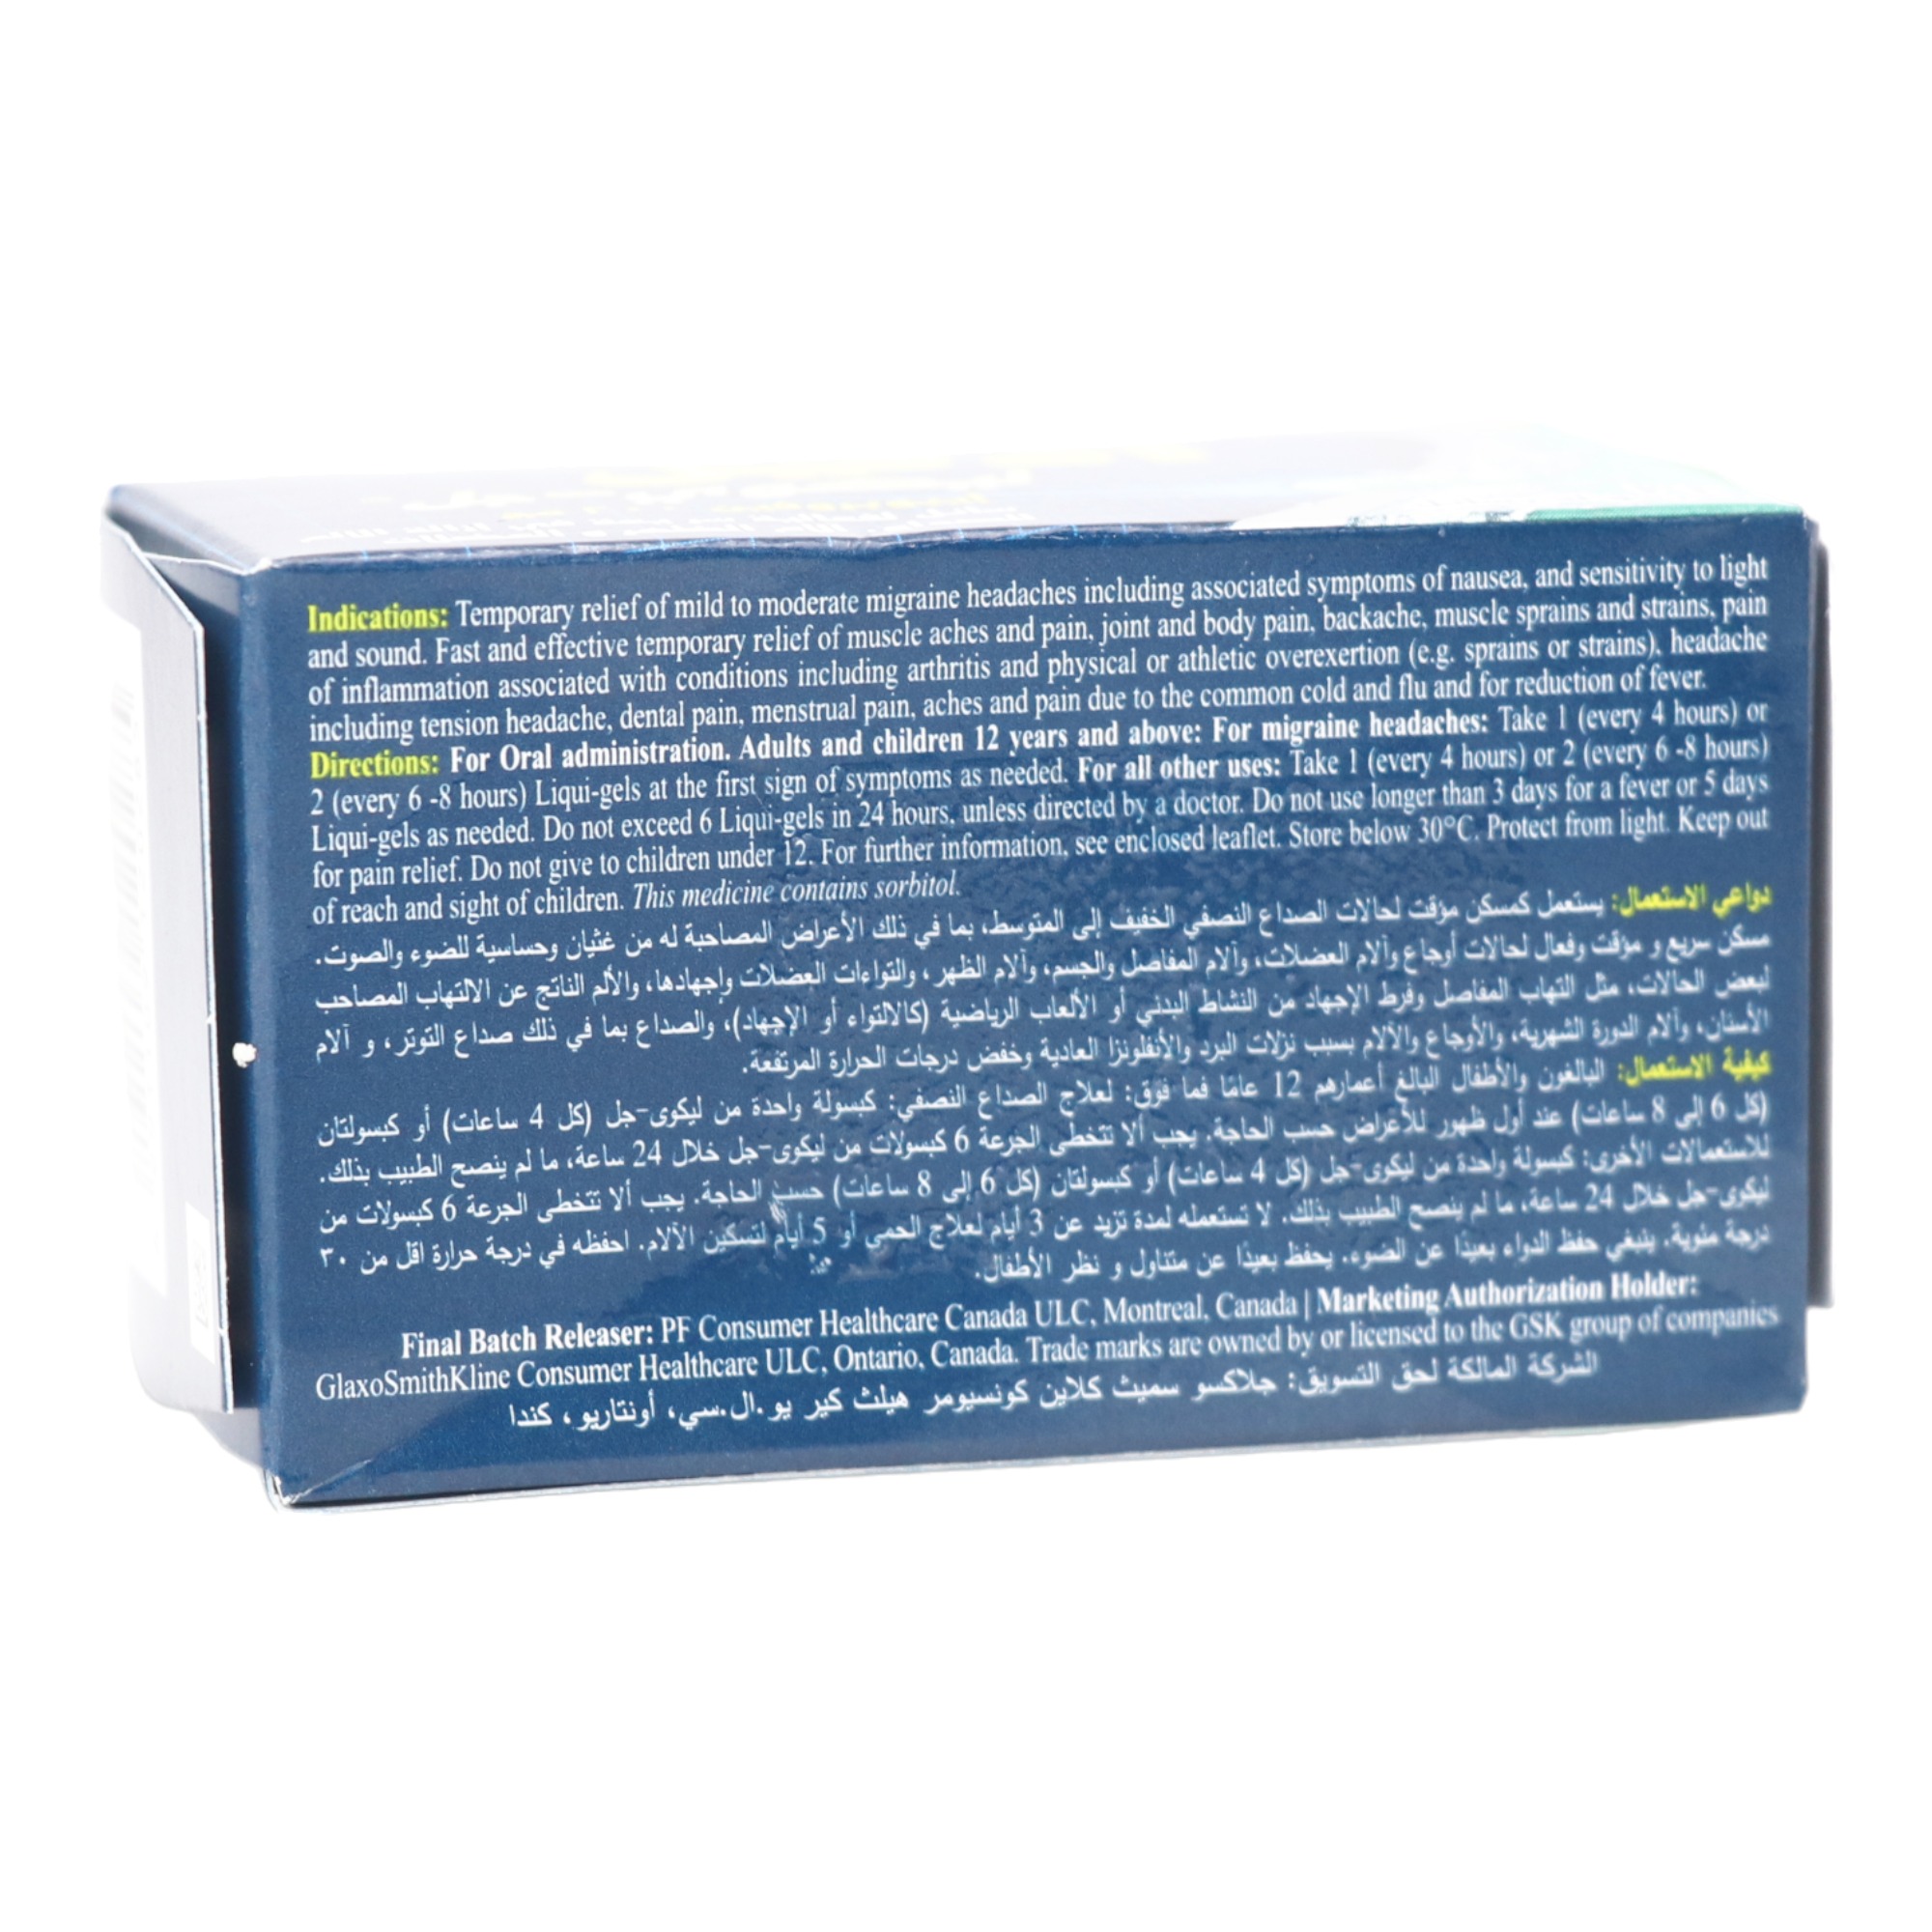 Indications: Temporary relief of mild to moderate migraine headaches including associated symptoms of nausea, and sensitivity to light
and sound. Fast and effective temporary relief of muscle aches and pain, joint and body pain, backache, muscle sprains and strains, pain
of inflammation associated with conditions including arthritis and physical or athletic overexertion (e.g. sprains or strains), headache
including tension headache, dental pain, menstrual pain, aches and pain due to the common cold and flu and for reduction of fever.
Directions: For Oral administration. Adults and children 12 years and above: For migraine headaches: Take 1 (every 4 hours) or
2 (every 6 -8 hours) Liqui-gels at the first sign of symptoms as needed. For all other uses: Take 1 (every 4 hours) or 2 (every 6 -8 hours)
Liqui-gels as needed. Do not exceed 6 Liqui-gels in 24 hours, unless directed by a doctor. Do not use longer than 3 days for a fever or 5 days
for pain relief. Do not give to children under 12. For further information, see enclosed leaflet. Store below 30°C. Protect from light. Keep out
of reach and sight of children. This medicine contains sorbitol.
دواعي الاستعمال: يستعمل كمسكن مؤقت لحالات الصداع النصفي الخفيف إلى المتوسط، بما في ذلك الأعراض المصاحبة له من غثيان وحساسية للضوء والصوت.
مسكن سريع و مؤقت وفعال لحالات أوجاع وآلام العضلات، وآلام المفاصل والجسم، وآلام الظهر، والتواءات العضلات وإجهادها، والألم الناتج عن الالتهاب المصاحب
لبعض الحالات، مثل التهاب المفاصل وفرط الإجهاد من النشاط البدني أو الألعاب الرياضية (كالالتواء أو الإجهاد)، والصداع بما في ذلك صداع التوتر، و آلام
الأسنان، وآلام الدورة الشهرية، والأوجاع والآلام بسبب نزلات البرد والأنفلونزا العادية وخفض درجات الحرارة المرتفعة.
كيفية الاستعمال: البالغون والأطفال البالغ أعمارهم 12 عامًا فما فوق: لعلاج الصداع النصفي: كبسولة واحدة من ليكوى-جل (كل 4 ساعات) أو كبسولتان
(كل 6 إلى 8 ساعات) عند أول ظهور للأعراض حسب الحاجة. يجب ألا تتخطى الجرعة 6 كبسولات من ليكوى-جل خلال 24 ساعة، ما لم ينصح الطبيب بذلك.
للاستعمالات الأخرى: كبسولة واحدة من ليكوى-جل (كل 4 ساعات) أو كبسولتان (كل 6 إلى 8 ساعات) حسب الحاجة. يجب ألا تتخطى الجرعة 6 كبسولات من
ليكوى-جل خلال 24 ساعة، ما لم ينصح الطبيب بذلك. لا تستعمله لمدة تزيد عن 3 أيام لعلاج الحمى أو 5 أيام لتسكين الآلام. احفظه في درجة حرارة اقل من ٣٠
درجة مئوية. ينبغي حفظ الدواء بعيدًا عن الضوء. يحفظ بعيدًا عن متناول و نظر الأطفال.
Final Batch Releaser: PF Consumer Healthcare Canada ULC, Montreal, Canada | Marketing Authorization Holder:
GlaxoSmithKline Consumer Healthcare ULC, Ontario, Canada. Trade marks are owned by or licensed to the GSK group of companies
الشركة المالكة لحق التسويق: جلاكسو سميث كلاين كونسيومر هيلث كير يو.ال.سي، أونتاريو، كندا